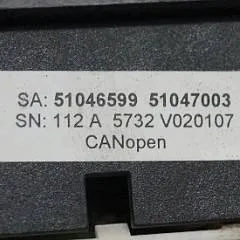 SA: 51046599 51047003
SN: 112 A 5732 V020107
CANopen